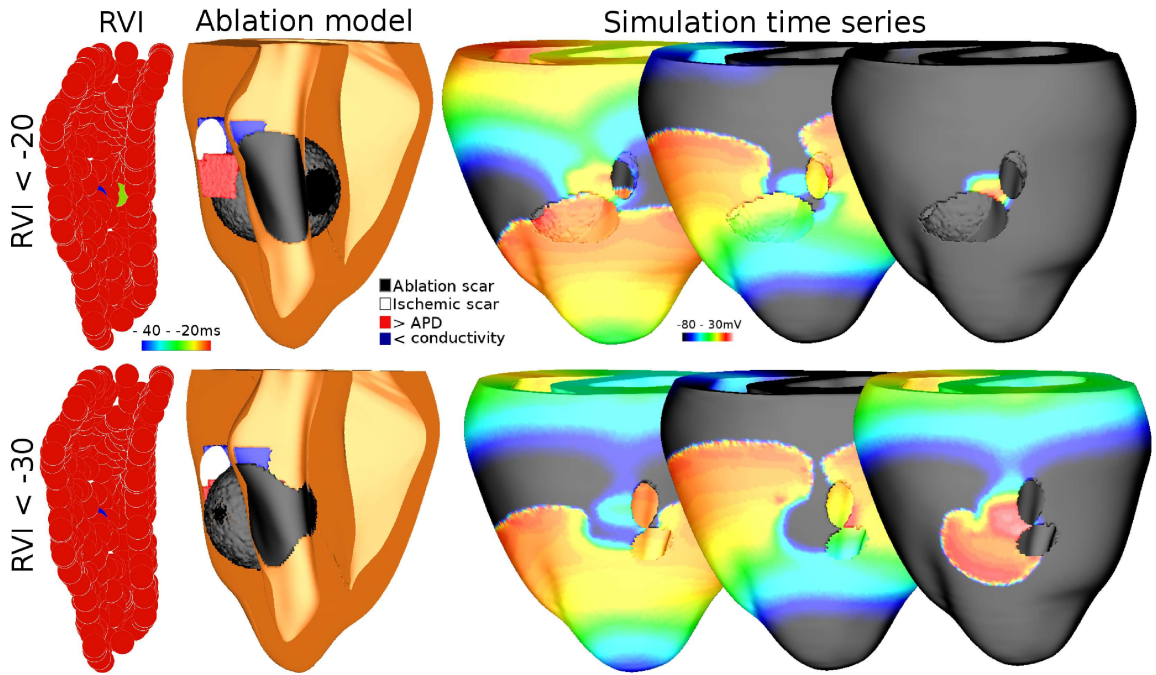 RVI
Ablation model
Simulation time series
RVI < -20
Ablation scar
Ischemic scar
> APD
< conductivity
- 40 - -20ms
-80 - 30mV
RVI < -30